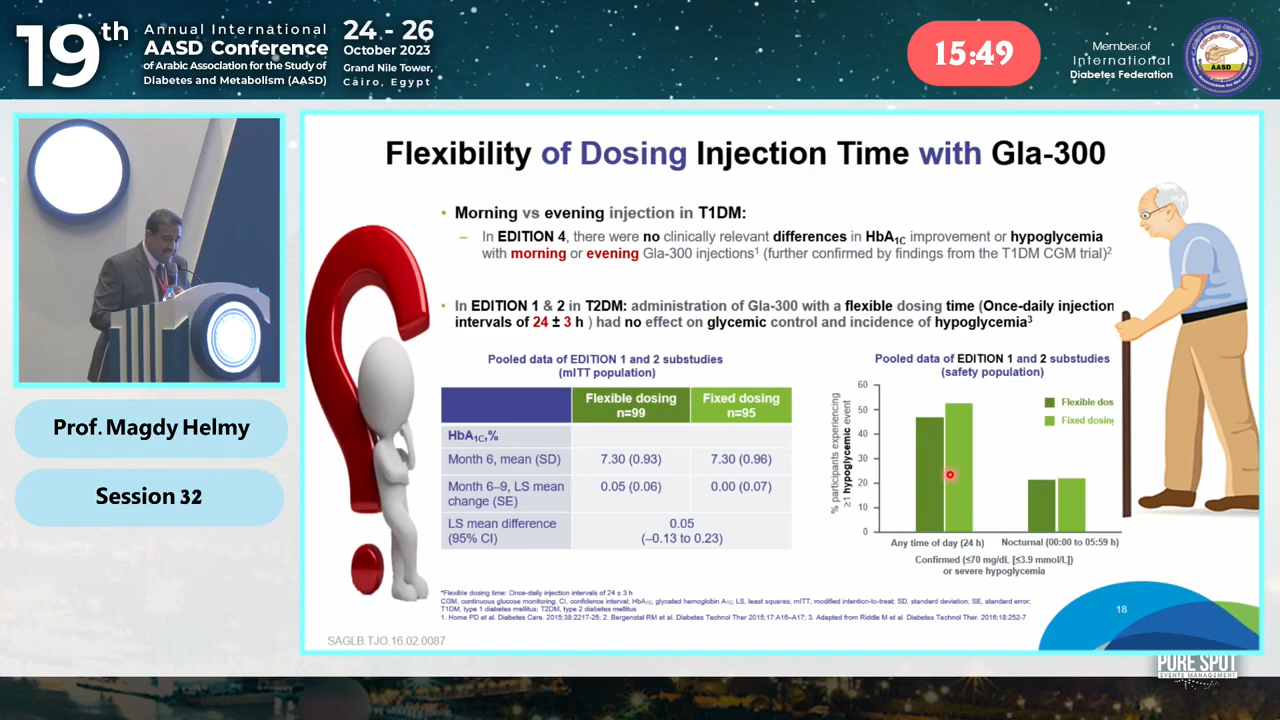 19th
Annual International
AASD Conference
of Arabic Association for the Study of
Diabetes and Metabolism (AASD)
24 - 26
October 2023
Grand Nile Tower,
Cairo, Egypt
15:49
Member of
International
Diabetes Federation
AASD
Prof. Magdy Helmy
Session 32
Flexibility of Dosing Injection Time with Gla-300
• Morning vs evening injection in T1DM:
– In EDITION 4, there were no clinically relevant differences in HbA1C improvement or hypoglycemia
with morning or evening Gla-300 injections1 (further confirmed by findings from the T1DM CGM trial)2
• In EDITION 1 & 2 in T2DM: administration of Gla-300 with a flexible dosing time (Once-daily injection
intervals of 24 ± 3 h ) had no effect on glycemic control and incidence of hypoglycemia3
Pooled data of EDITION 1 and 2 substudies
(mITT population)
Flexible dosing
n=99
Fixed dosing
n=95
HbA1C,%
Month 6, mean (SD) 7.30 (0.93) 7.30 (0.96)
Month 6–9, LS mean
change (SE) 0.05 (0.06) 0.00 (0.07)
LS mean difference
(95% CI)
0.05
(–0.13 to 0.23)
Pooled data of EDITION 1 and 2 substudies
(safety population)
% participants experiencing
≥1 hypoglycemic event
60
50
40
30
20
10
0
Flexible dos
Fixed dosing
Any time of day (24 h) Nocturnal (00:00 to 05:59 h)
Confirmed (≤70 mg/dL [≤3.9 mmol/L])
or severe hypoglycemia
*Flexible dosing time: Once-daily injection intervals of 24 ± 3 h
CGM, continuous glucose monitoring; CI, confidence interval; HbA1C, glycated hemoglobin A1C; LS, least squares; mITT, modified intention-to-treat; SD, standard deviation; SE, standard error;
T1DM, type 1 diabetes mellitus; T2DM, type 2 diabetes mellitus
1. Home PD et al. Diabetes Care. 2015;38:2217-25; 2. Bergenstal RM et al. Diabetes Technol Ther 2015;17:A16–A17; 3. Adapted from Riddle M et al. Diabetes Technol Ther. 2016;18:252-7
18
SAGLB.TJO.16.02.0087
PURE SPOT
EVENTS MANAGEMENT